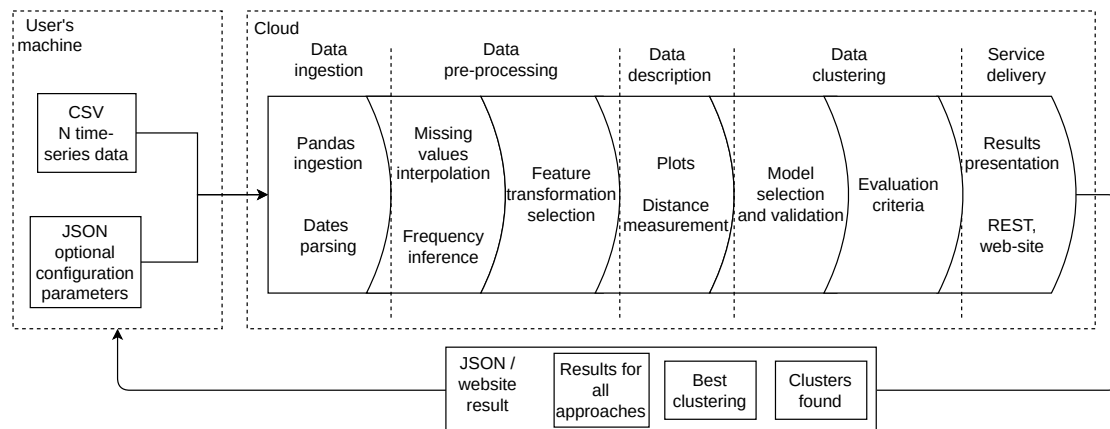 User's
machine
CSV
N time-
series data
JSON
optional
configuration
parameters
Cloud
Data
ingestion
Data
pre-processing
Data
description
Data
clustering
Service
delivery
Pandas
ingestion
Dates
parsing
Missing
values
interpolation
Frequency
inference
Feature
transformation
selection
Plots
Distance
measurement
Model
selection
and validation
Evaluation
criteria
Results
presentation
REST,
web-site
JSON /
website
result
Results for
all
approaches
Best
clustering
Clusters
found